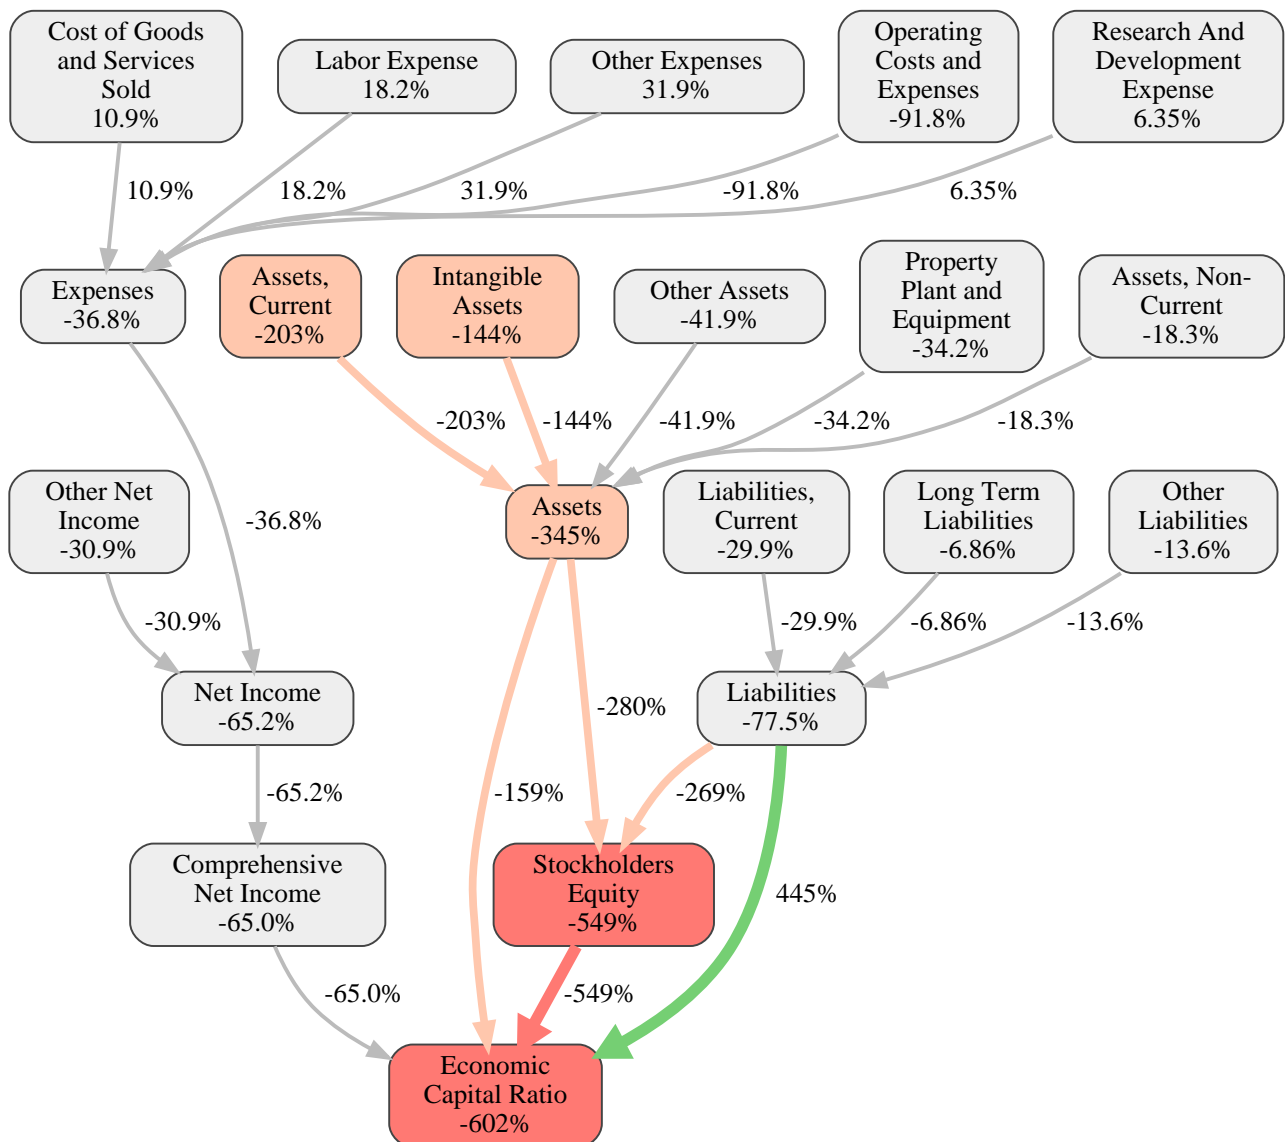 Cost of Goods
and Services
Sold
10.9%
Labor Expense
18.2%
Other Expenses
31.9%
Operating
Costs and
Expenses
-91.8%
Research And
Development
Expense
6.35%
10.9%
18.2%
31.9%
-91.8%
6.35%
Expenses
-36.8%
Assets,
Current
-203%
Intangible
Assets
-144%
Other Assets
-41.9%
Property
Plant and
Equipment
-34.2%
Assets, Non-
Current
-18.3%
-203%
-144%
-41.9%
-34.2%
-18.3%
Other Net
Income
-30.9%
-36.8%
Assets
-345%
Liabilities,
Current
-29.9%
Long Term
Liabilities
-6.86%
Other
Liabilities
-13.6%
-30.9%
-29.9%
-6.86%
-13.6%
Net Income
-65.2%
-280%
Liabilities
-77.5%
-65.2%
-159%
-269%
Comprehensive
Net Income
-65.0%
Stockholders
Equity
-549%
445%
-65.0%
-549%
Economic
Capital Ratio
-602%